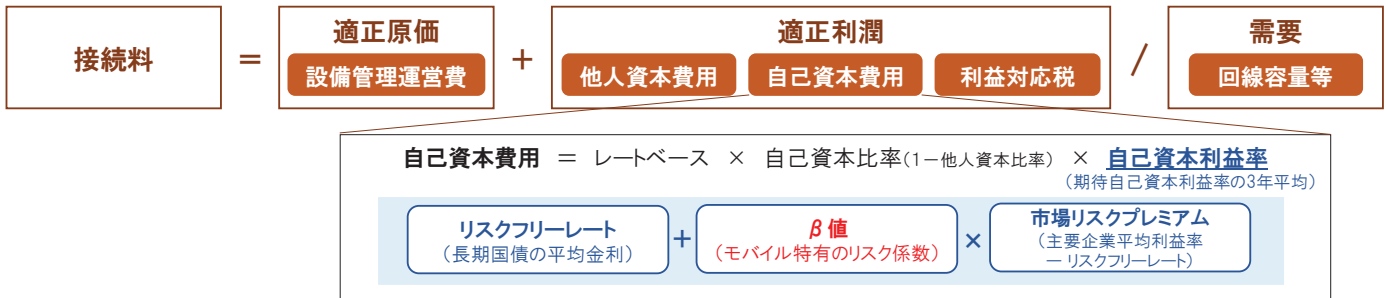 接続料 = 適正原価 + 適正利潤 / 需要
設備管理運営費 他人資本費用 自己資本費用 利益対応税 回線容量等
自己資本費用 = レートベース × 自己資本比率(1-他人資本比率) × 自己資本利益率
(期待自己資本利益率の3年平均)
リスクフリーレート
(長期国債の平均金利)
+
β値
(モバイル特有のリスク係数)
×
市場リスクプレミアム
(主要企業平均利益率
― リスクフリーレート)